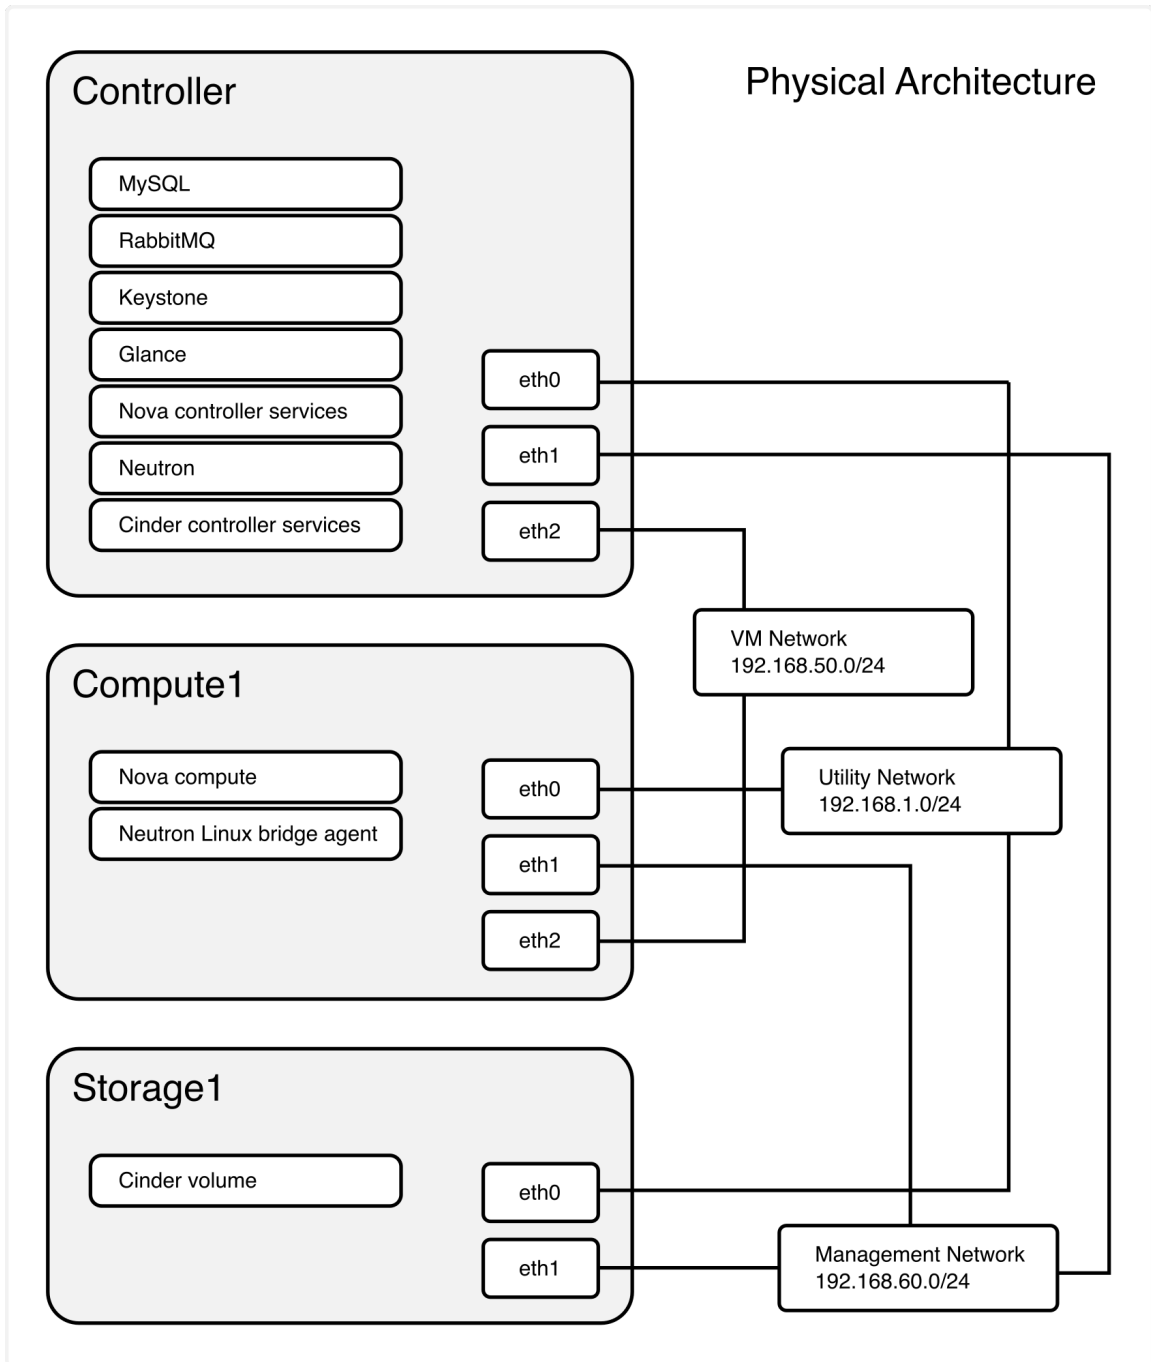 Physical Architecture
Controller
MySQL
RabbitMQ
Keystone
Glance
Nova controller services
Neutron
Cinder controller services
eth0
eth1
eth2
VM Network
192.168.50.0/24
Compute1
Nova compute
Neutron Linux bridge agent
eth0
eth1
eth2
Utility Network
192.168.1.0/24
Storage1
Cinder volume
eth0
eth1
Management Network
192.168.60.0/24